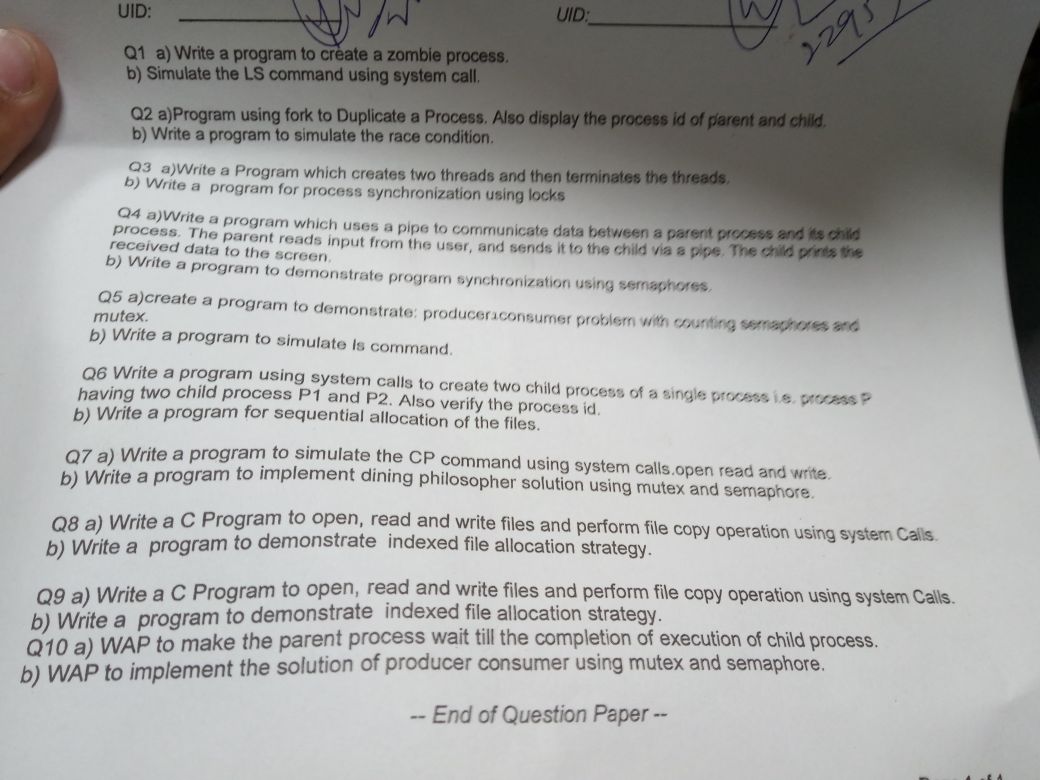 UID:
UID:
2295
Q1 a) Write a program to create a zombie process.
b) Simulate the LS command using system call.
Q2 a)Program using fork to Duplicate a Process. Also display the process id of parent and child.
b) Write a program to simulate the race condition.
Q3 a)Write a Program which creates two threads and then terminates the threads.
b) Write a program for process synchronization using locks
Q4 a)Write a program which uses a pipe to communicate data between a parent process and its child
process. The parent reads input from the user, and sends it to the child via a pipe. The child prints the
received data to the screen.
b) Write a program to demonstrate program synchronization using semaphores.
Q5 a)create a program to demonstrate: producer consumer problem with counting semaphores and
mutex.
b) Write a program to simulate ls command.
Q6 Write a program using system calls to create two child process of a single process i.e. process P
having two child process P1 and P2. Also verify the process id.
b) Write a program for sequential allocation of the files.
Q7 a) Write a program to simulate the CP command using system calls.open read and write.
b) Write a program to implement dining philosopher solution using mutex and semaphore.
Q8 a) Write a C Program to open, read and write files and perform file copy operation using system Calls.
b) Write a program to demonstrate indexed file allocation strategy.
Q9 a) Write a C Program to open, read and write files and perform file copy operation using system Calls.
b) Write a program to demonstrate indexed file allocation strategy.
Q10 a) WAP to make the parent process wait till the completion of execution of child process.
b) WAP to implement the solution of producer consumer using mutex and semaphore.
-- End of Question Paper --